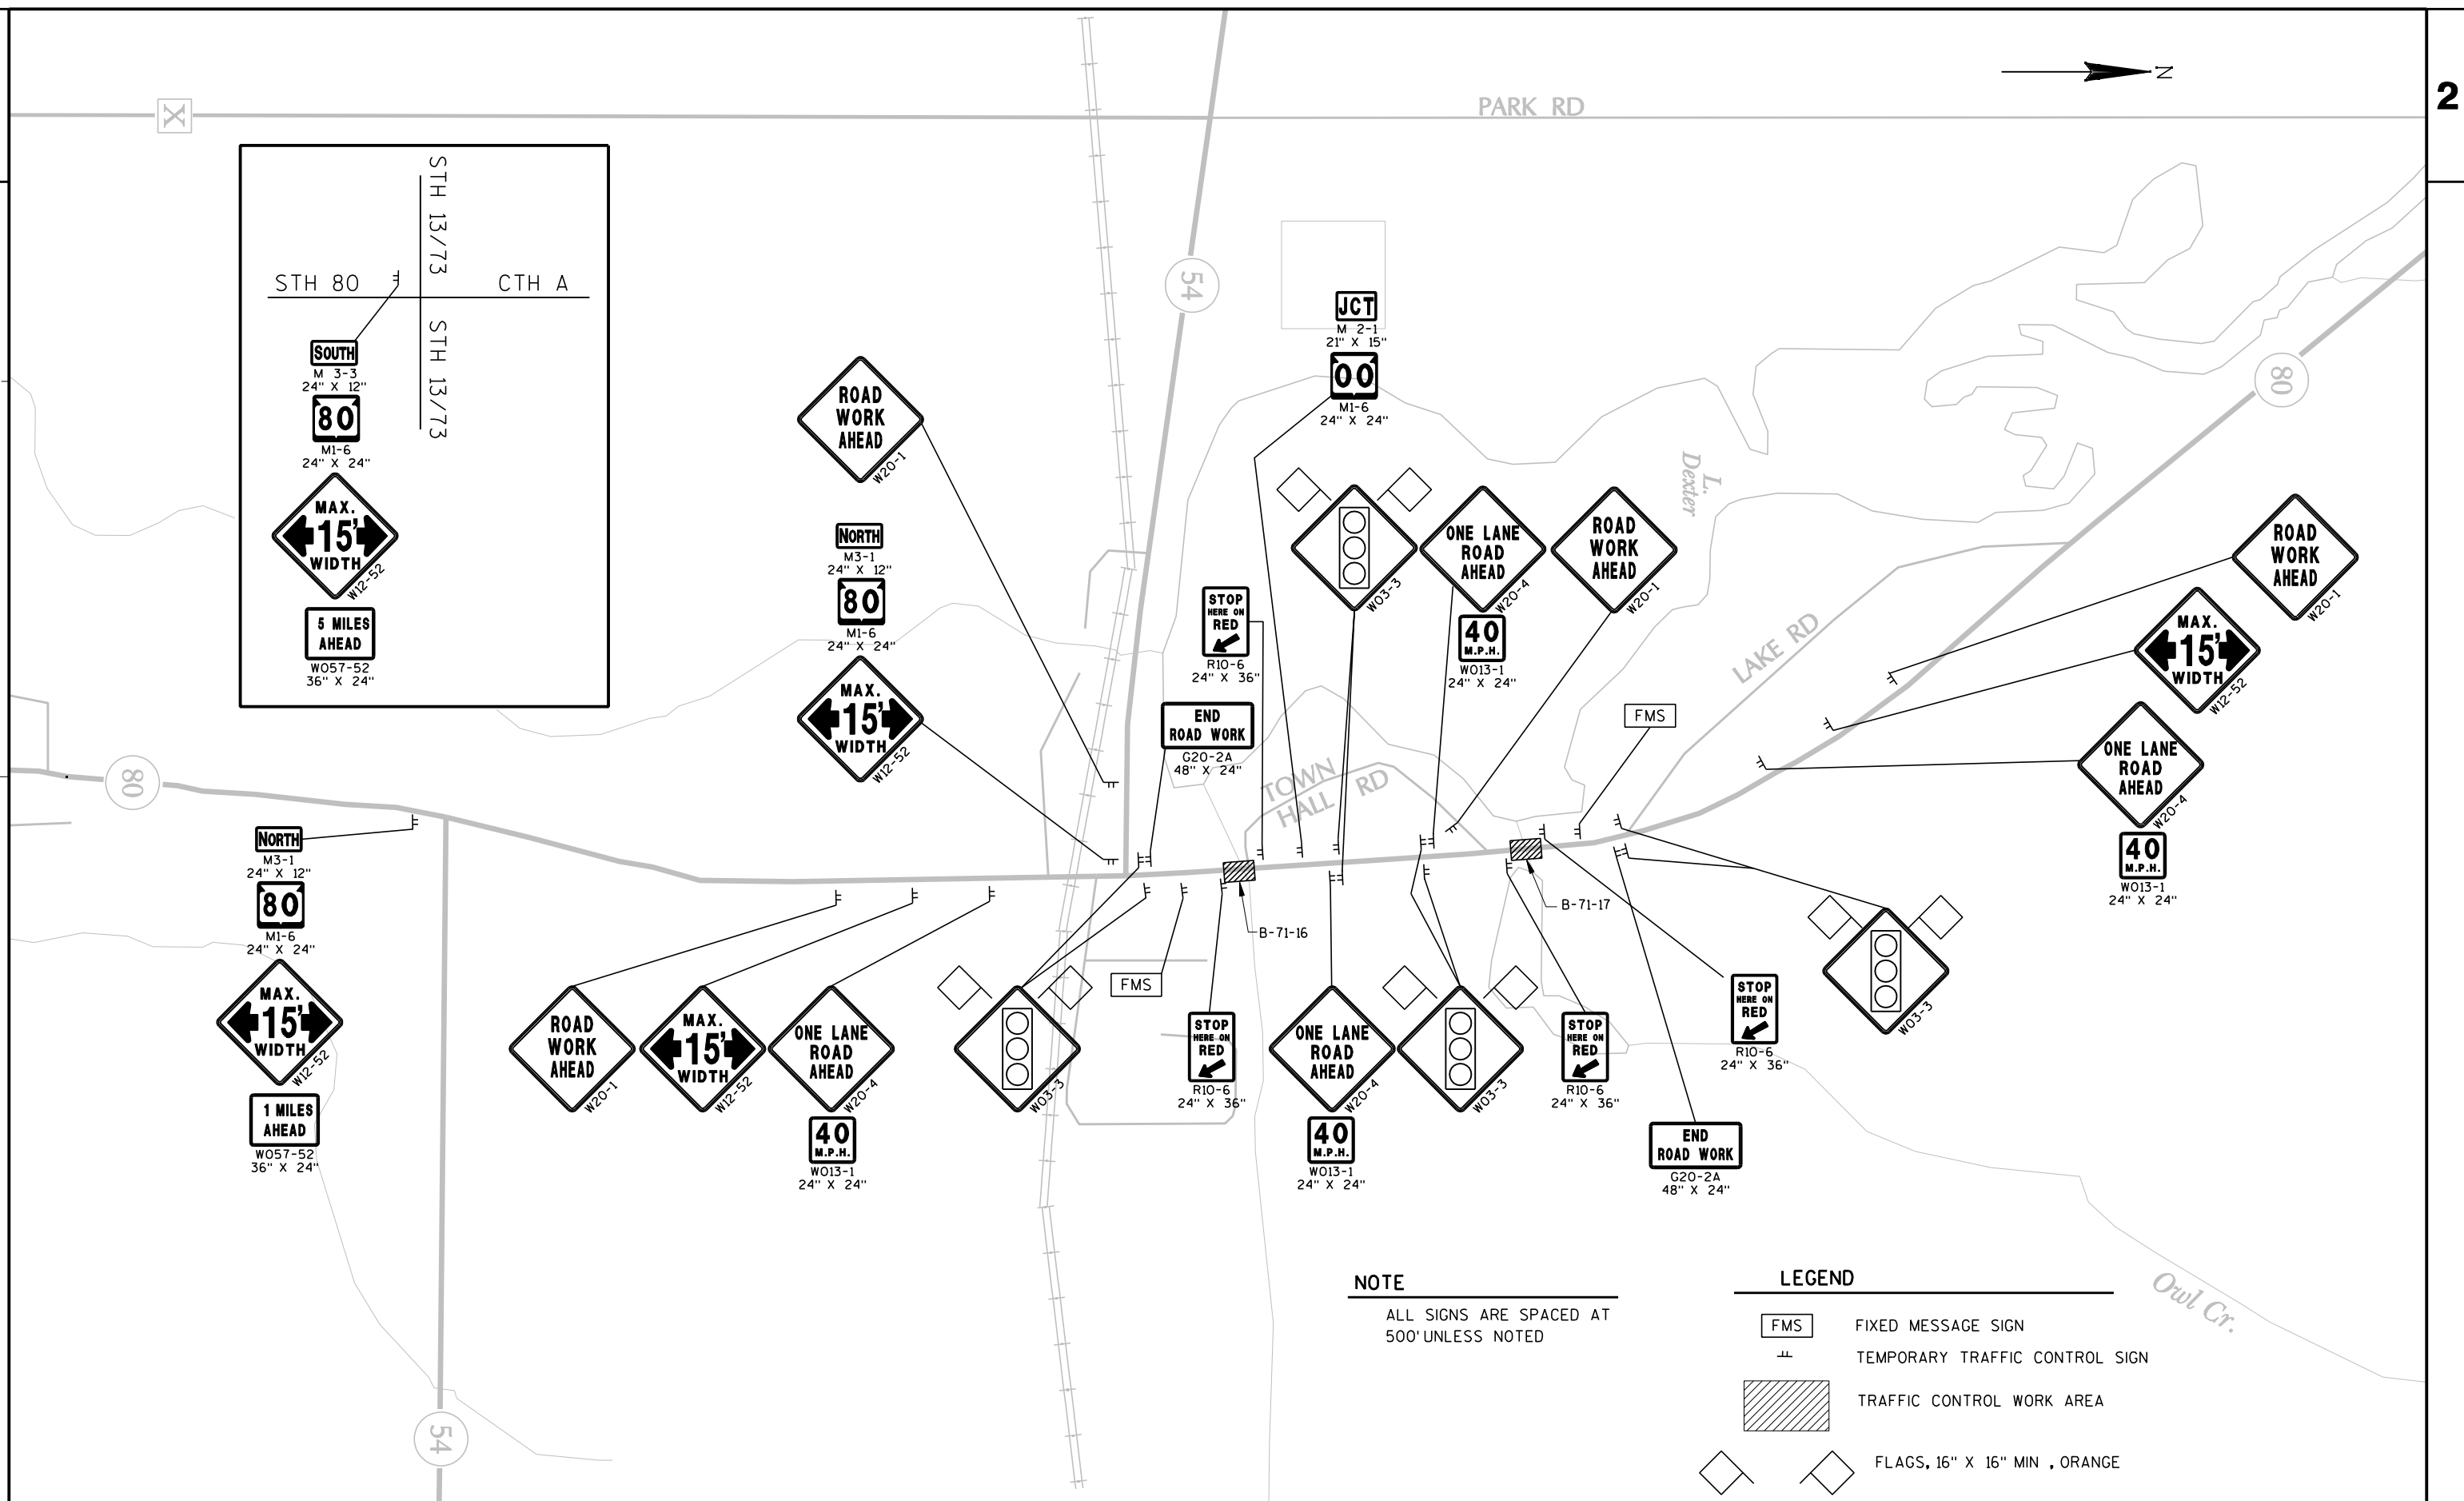 N
2
X
PARK RD
STH 13/73
STH 80
CTH A
STH 13/73
SOUTH
M 3-3
24" X 12"
80
M1-6
24" X 24"
MAX.
15'
WIDTH
W12-52
5 MILES
AHEAD
WO57-52
36" X 24"
54
JCT
M 2-1
21" X 15"
00
M1-6
24" X 24"
80
ROAD
WORK
AHEAD
W20-1
NORTH
M3-1
24" X 12"
80
M1-6
24" X 24"
MAX.
15'
WIDTH
W12-52
STOP
HERE ON
RED
R10-6
24" X 36"
END
ROAD WORK
G20-2A
48" X 24"
WO3-3
ONE LANE
ROAD
AHEAD
W20-4
40
M.P.H.
WO13-1
24" X 24"
ROAD
WORK
AHEAD
W20-1
L.
Dexter
LAKE RD
FMS
TOWN
HALL RD
ROAD
WORK
AHEAD
W20-1
MAX.
15'
WIDTH
W12-52
ONE LANE
ROAD
AHEAD
W20-4
40
M.P.H.
WO13-1
24" X 24"
80
NORTH
M3-1
24" X 12"
80
M1-6
24" X 24"
MAX.
15'
WIDTH
W12-52
1 MILES
AHEAD
WO57-52
36" X 24"
ROAD
WORK
AHEAD
W20-1
MAX.
15'
WIDTH
W12-52
ONE LANE
ROAD
AHEAD
W20-4
40
M.P.H.
WO13-1
24" X 24"
WO3-3
FMS
B-71-16
STOP
HERE ON
RED
R10-6
24" X 36"
ONE LANE
ROAD
AHEAD
W20-4
40
M.P.H.
WO13-1
24" X 24"
WO3-3
B-71-17
STOP
HERE ON
RED
R10-6
24" X 36"
STOP
HERE ON
RED
R10-6
24" X 36"
WO3-3
END
ROAD WORK
G20-2A
48" X 24"
54
Owl Cr.
NOTE
ALL SIGNS ARE SPACED AT
500' UNLESS NOTED
LEGEND
FMS FIXED MESSAGE SIGN
TEMPORARY TRAFFIC CONTROL SIGN
TRAFFIC CONTROL WORK AREA
FLAGS, 16" X 16" MIN , ORANGE